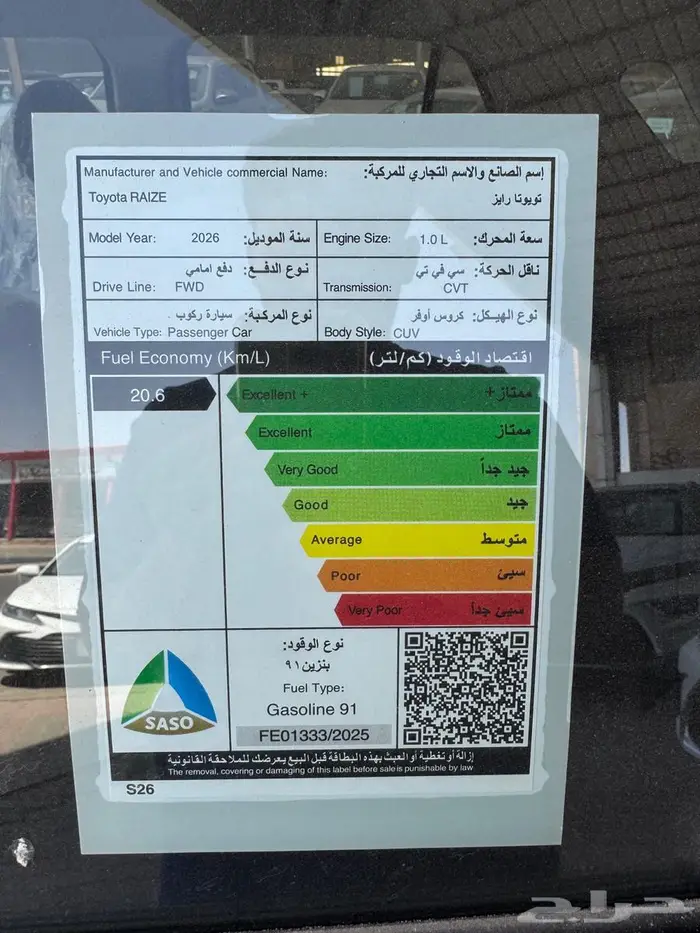 Manufacturer and Vehicle commercial Name: إسم الصانع والاسم التجاري للمركبة:
Toyota RAIZE تويوتا رايز
Model Year: 2026 سنة الموديل:
Engine Size: 1.0 L سعة المحرك:
نوع الدفع: دفع امامي
Drive Line: FWD
ناقل الحركة: سي في تي
Transmission: CVT
نوع المركبة: سيارة ركوب
Vehicle Type: Passenger Car
نوع الهيكل: كروس أوفر
Body Style: CUV
Fuel Economy (Km/L) اقتصاد الوقود (كم/لتر)
20.6
Excellent + ممتاز+
Excellent ممتاز
Very Good جيد جداً
Good جيد
Average متوسط
Poor سيئ
Very Poor سيئ جداً
SASO
نوع الوقود:
بنزين ٩١
Fuel Type:
Gasoline 91
FE01333/2025
إزالة أو تغطية أو العبث بهذه البطاقة قبل البيع يعرضك للملاحقة القانونية
The removal, covering or damaging of this label before sale is punishable by law
S26
حراج